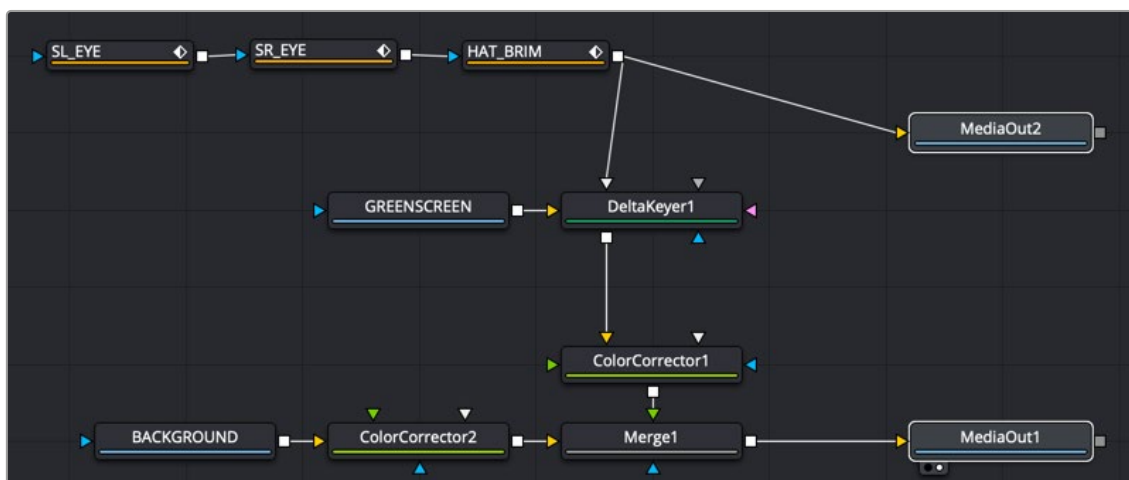 SL_EYE
SR_EYE
HAT_BRIM
MediaOut2
GREENSCREEN
DeltaKeyer1
ColorCorrector1
BACKGROUND
ColorCorrector2
Merge1
MediaOut1